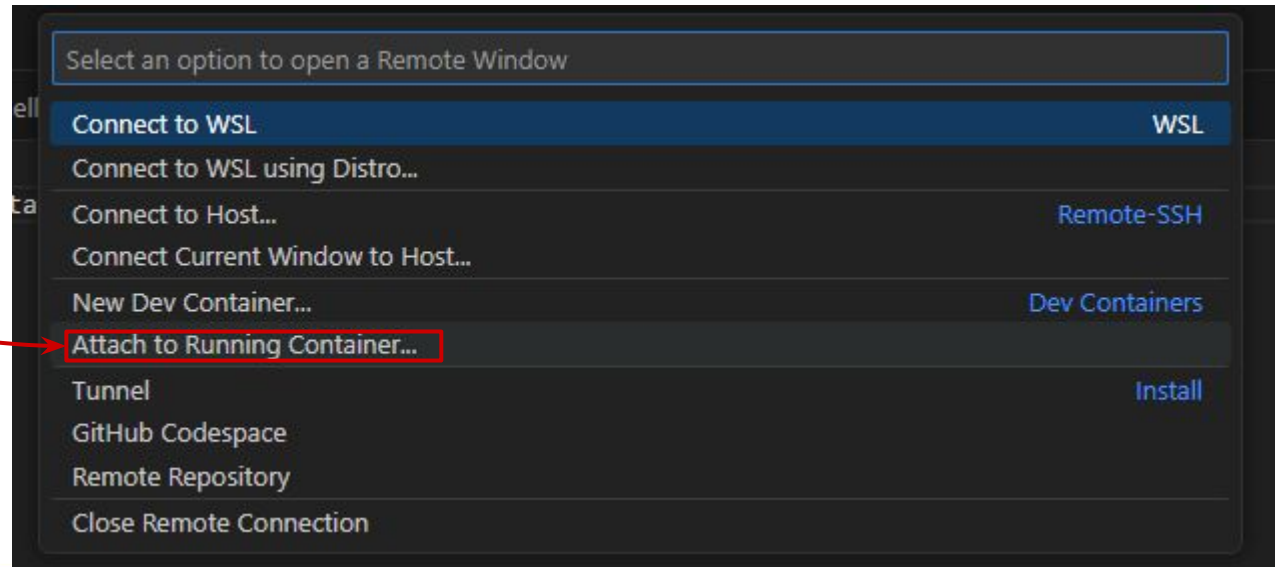 Select an option to open a Remote Window
ell
Connect to WSL WSL
Connect to WSL using Distro...
ta
Connect to Host... Remote-SSH
Connect Current Window to Host...
New Dev Container... Dev Containers
Attach to Running Container...
Tunnel Install
GitHub Codespace
Remote Repository
Close Remote Connection